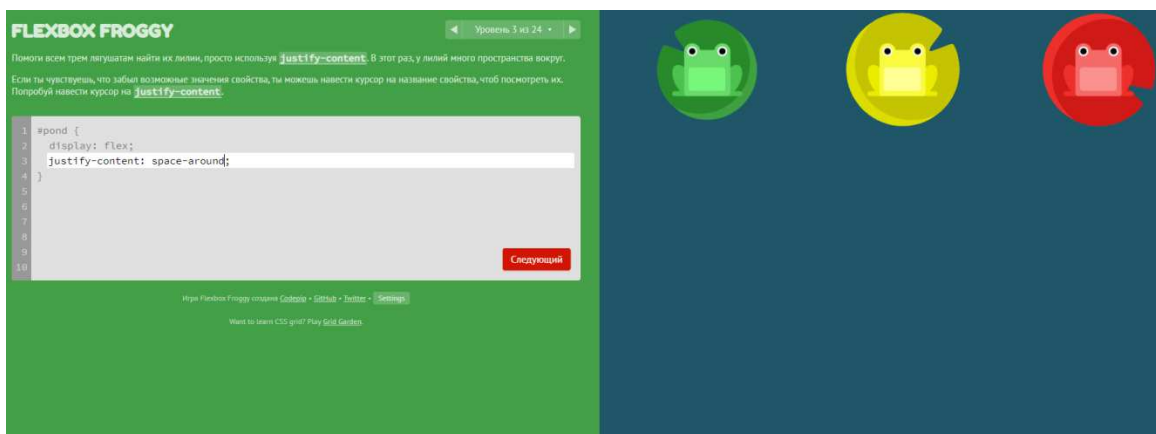 FLEXBOX FROGGY
◀ Уровень 3 из 24 ▶
Помоги всем трем лягушатам найти их лилии, просто используя justify-content. В этот раз, у лилий много пространства вокруг.
Если ты чувствуешь, что забыл возможные значения свойства, ты можешь навести курсор на название свойства, чтоб посмотреть их.
Попробуй навести курсор на justify-content.
1 #pond {
2 display: flex;
3 justify-content: space-around;
4 }
5
6
7
8
9
10
Следующий
Игра Flexbox Froggy создана Codepip • GitHub • Twitter • Settings
Want to learn CSS grid? Play Grid Garden.